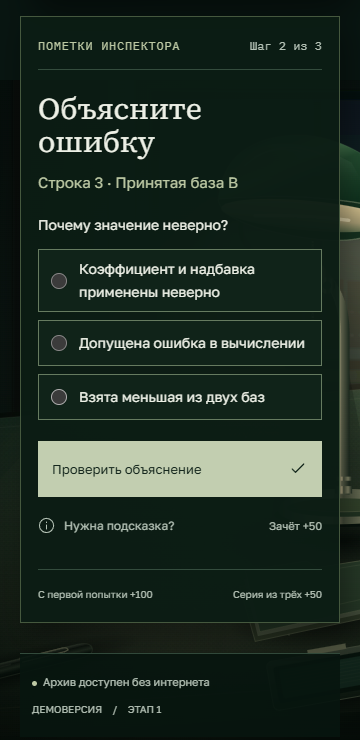 ПОМЕТКИ ИНСПЕКТОРА
Шаг 2 из 3
Объясните
ошибку
Строка 3 · Принятая база B
Почему значение неверно?
Коэффициент и надбавка
применены неверно
Допущена ошибка в вычислении
Взята меньшая из двух баз
Проверить объяснение
Нужна подсказка?
Зачёт +50
С первой попытки +100
Серия из трёх +50
Архив доступен без интернета
ДЕМОВЕРСИЯ / ЭТАП 1